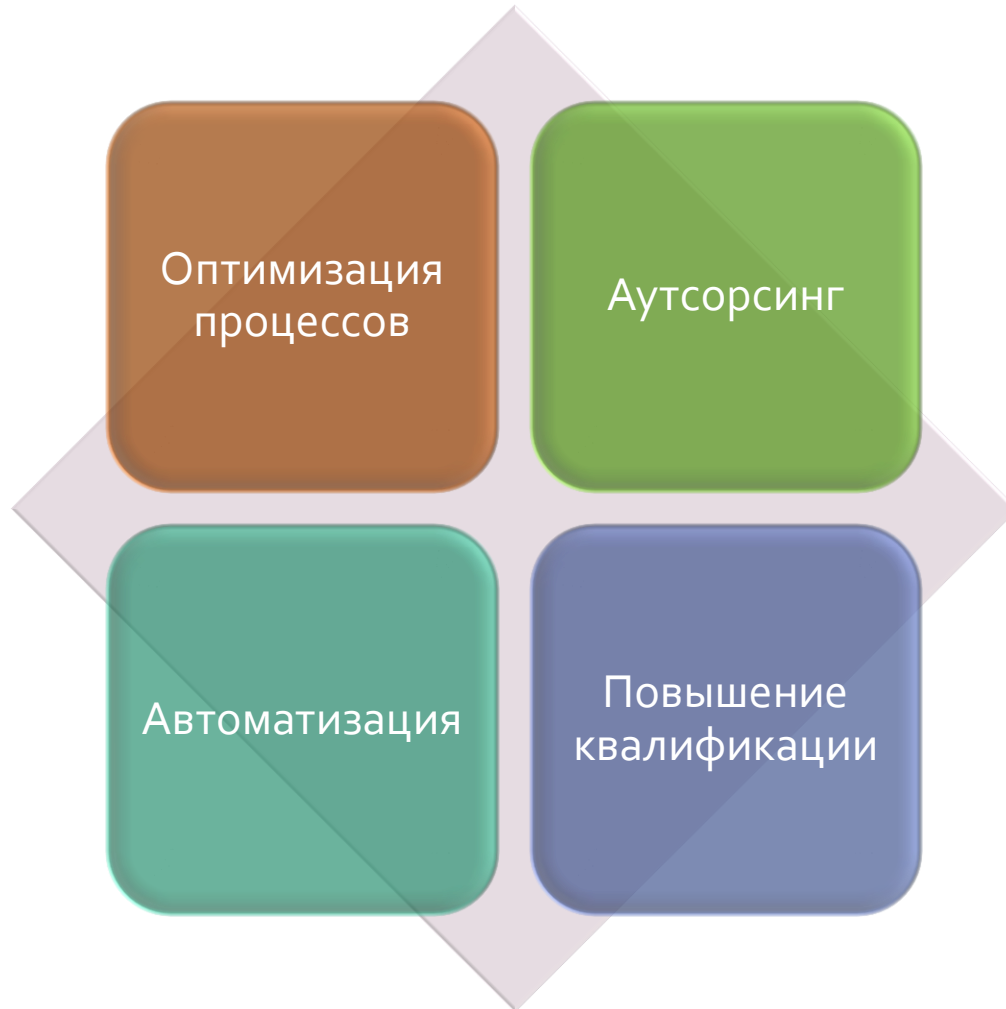 Оптимизация
процессов
Аутсорсинг
Автоматизация
Повышение
квалификации